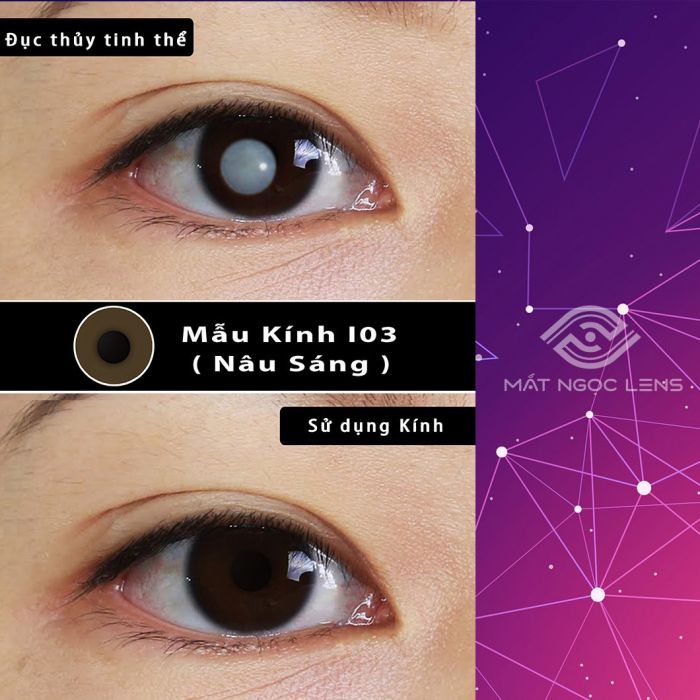 Đục thủy tinh thể
Mẫu Kính I03
( Nâu Sáng )
MẮT NGỌC LENS
Sử dụng Kính